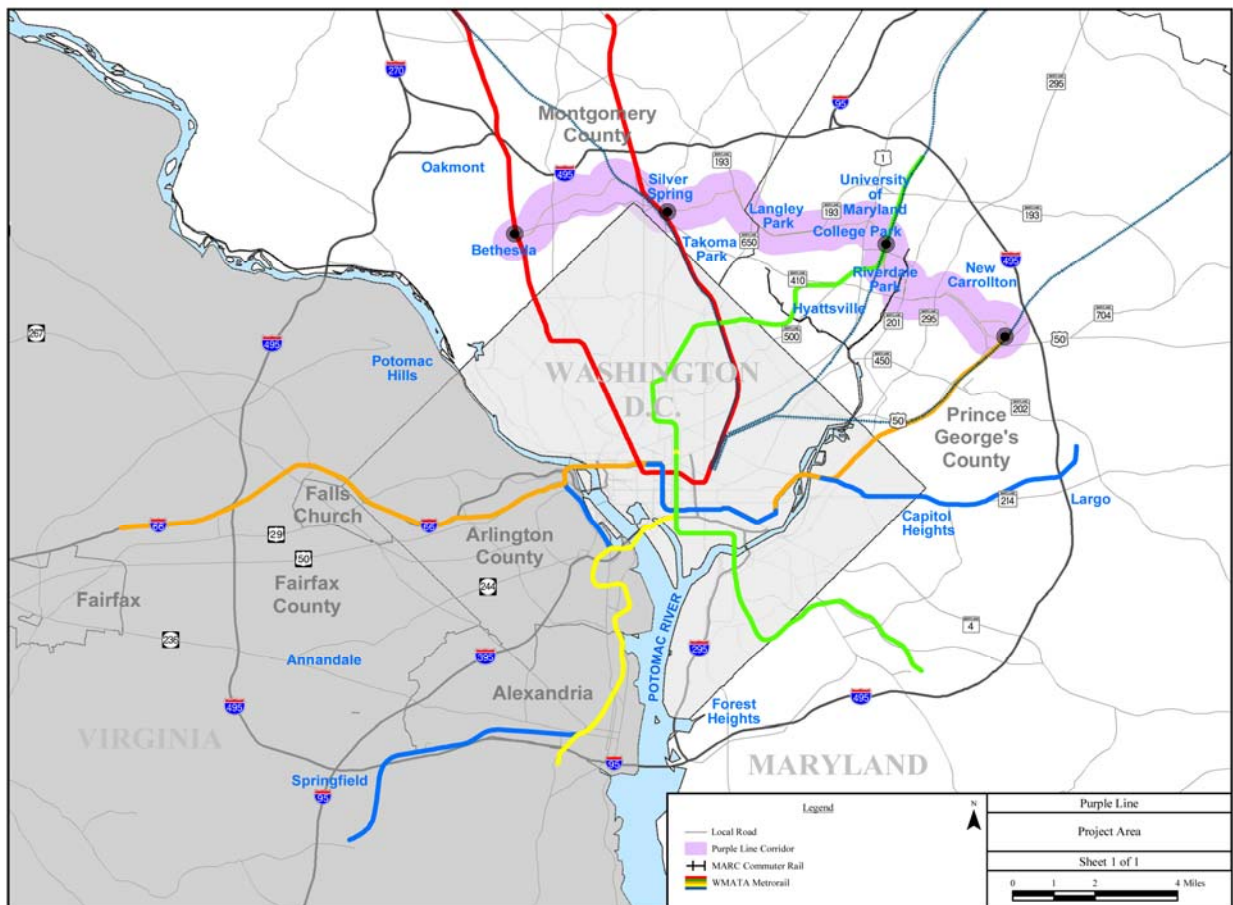 270
Montgomery
County
95
295
Oakmont
495
193
1
Silver
Spring
University
of
Maryland
Langley
Park
193
193
Bethesda
Takoma
Park
650
College Park
410
Riverdale
Park
New
Carrollton
495
Hyattsville
267
495
500
201
295
704
50
Potomac
Hills
WASHINGTON
D.C.
450
50
202
Prince
George's
County
Falls
Church
66
66
29
50
Arlington
County
214
Largo
Capitol
Heights
Fairfax
Fairfax
County
244
236
4
Annandale
395
POTOMAC RIVER
295
Alexandria
495
495
Forest
Heights
VIRGINIA
95
MARYLAND
Springfield
95
Legend
N
Local Road
Purple Line Corridor
MARC Commuter Rail
WMATA Metrorail
Purple Line
Project Area
Sheet 1 of 1
0 1 2 4 Miles